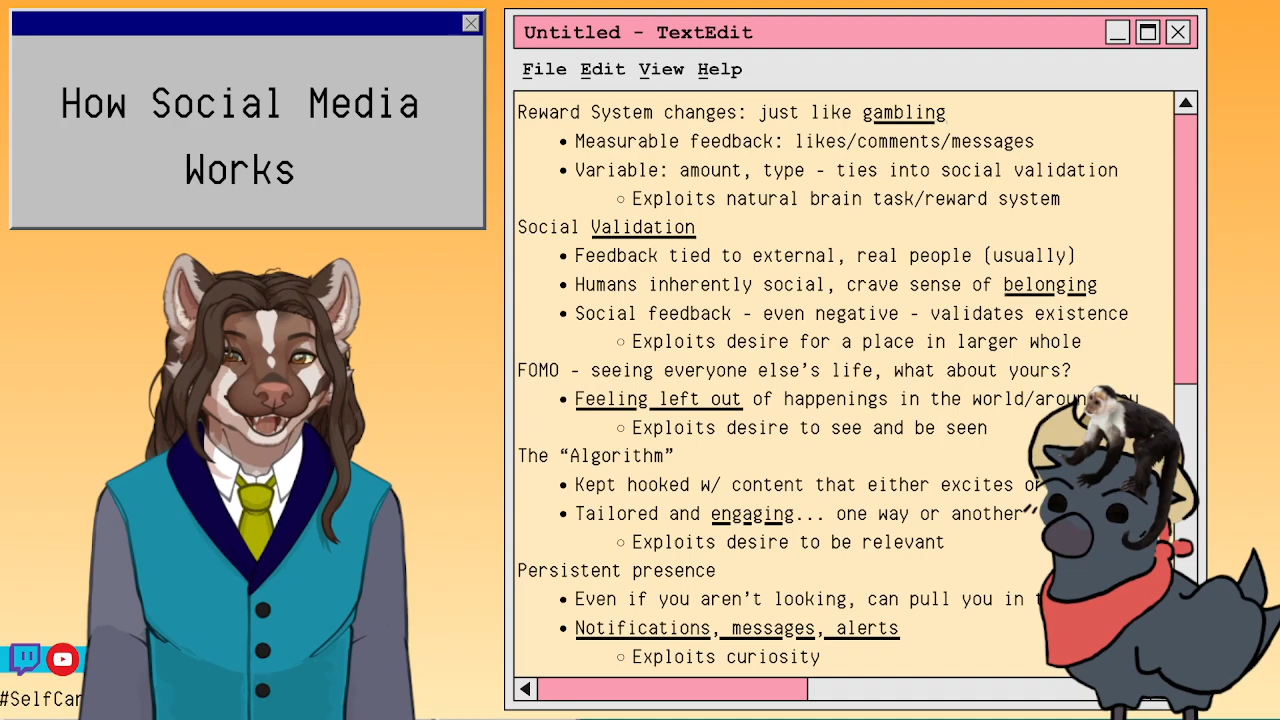 How Social Media
Works
Untitled - TextEdit
File Edit View Help
Reward System changes: just like gambling
• Measurable feedback: likes/comments/messages
• Variable: amount, type - ties into social validation
○ Exploits natural brain task/reward system
Social Validation
• Feedback tied to external, real people (usually)
• Humans inherently social, crave sense of belonging
• Social feedback - even negative - validates existence
○ Exploits desire for a place in larger whole
FOMO - seeing everyone else’s life, what about yours?
• Feeling left out of happenings in the world/around
○ Exploits desire to see and be seen
The “Algorithm”
• Kept hooked w/ content that either excites or
• Tailored and engaging... one way or another
○ Exploits desire to be relevant
Persistent presence
• Even if you aren’t looking, can pull you in
• Notifications, messages, alerts
○ Exploits curiosity